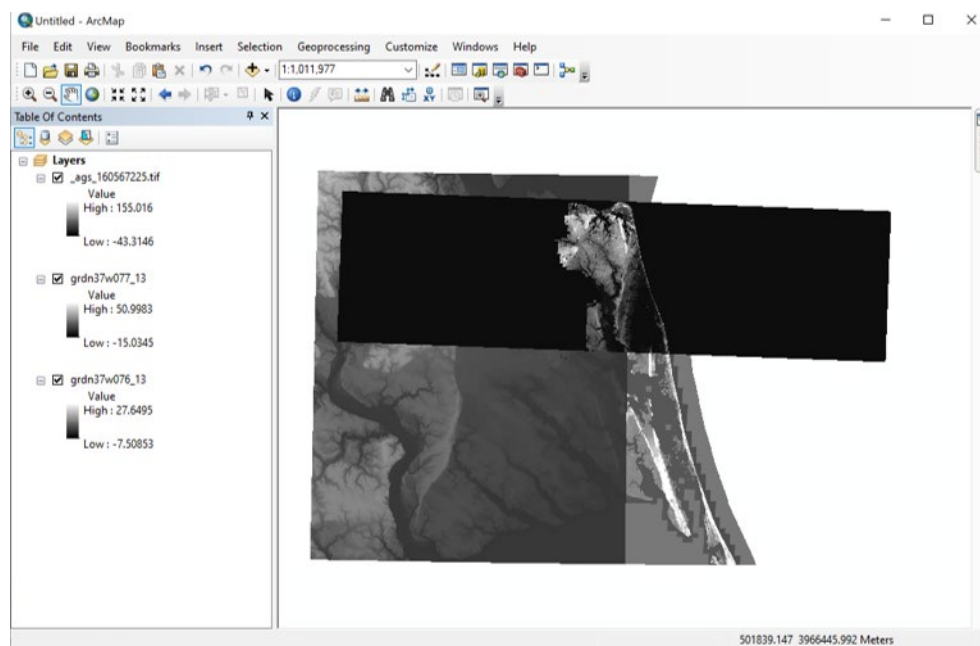 Untitled - ArcMap
File Edit View Bookmarks Insert Selection Geoprocessing Customize Windows Help
1:1,011,977
Table Of Contents
Layers
_ags_160567225.tif
Value
High : 155.016
Low : -43.3146
grdn37w077_13
Value
High : 50.9983
Low : -15.0345
grdn37w076_13
Value
High : 27.6495
Low : -7.50853
501839.147 3966445.992 Meters